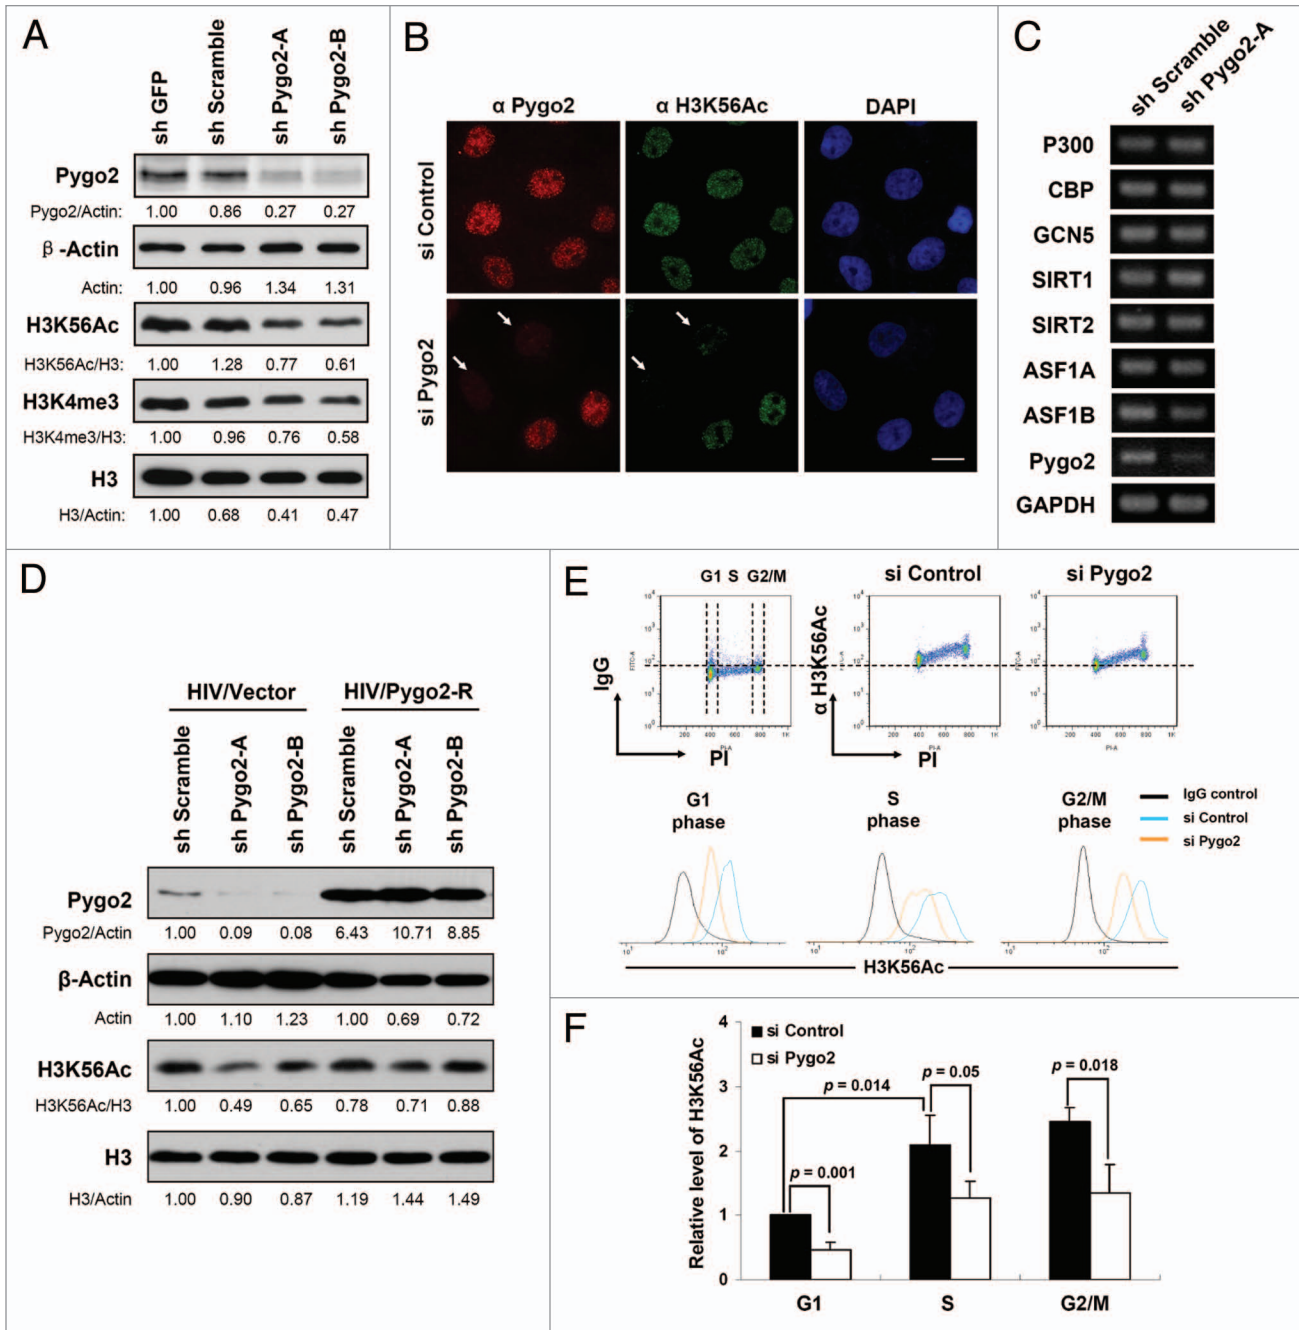 A
sh GFP
sh Scramble
sh Pygo2-A
sh Pygo2-B
Pygo2
Pygo2/Actin: 1.00 0.86 0.27 0.27
β-Actin
Actin: 1.00 0.96 1.34 1.31
H3K56Ac
H3K56Ac/H3: 1.00 1.28 0.77 0.61
H3K4me3
H3K4me3/H3: 1.00 0.96 0.76 0.58
H3
H3/Actin: 1.00 0.68 0.41 0.47
B
α Pygo2 α H3K56Ac DAPI
si Control
si Pygo2
C
sh Scramble
sh Pygo2-A
P300
CBP
GCN5
SIRT1
SIRT2
ASF1A
ASF1B
Pygo2
GAPDH
D
HIV/Vector HIV/Pygo2-R
sh Scramble
sh Pygo2-A
sh Pygo2-B
sh Scramble
sh Pygo2-A
sh Pygo2-B
Pygo2
Pygo2/Actin 1.00 0.09 0.08 6.43 10.71 8.85
β-Actin
Actin 1.00 1.10 1.23 1.00 0.69 0.72
H3K56Ac
H3K56Ac/H3 1.00 0.49 0.65 0.78 0.71 0.88
H3
H3/Actin 1.00 0.90 0.87 1.19 1.44 1.49
E
G1 S G2/M
si Control
si Pygo2
IgG
PI
α H3K56Ac
PI
G1 phase
S phase
G2/M phase
IgG control
si Control
si Pygo2
10¹ 10² 10¹ 10² 10¹ 10²
H3K56Ac
F
Relative level of H3K56Ac
4
3
2
1
0
si Control
si Pygo2
p = 0.001
p = 0.014
p = 0.05
p = 0.018
G1 S G2/M